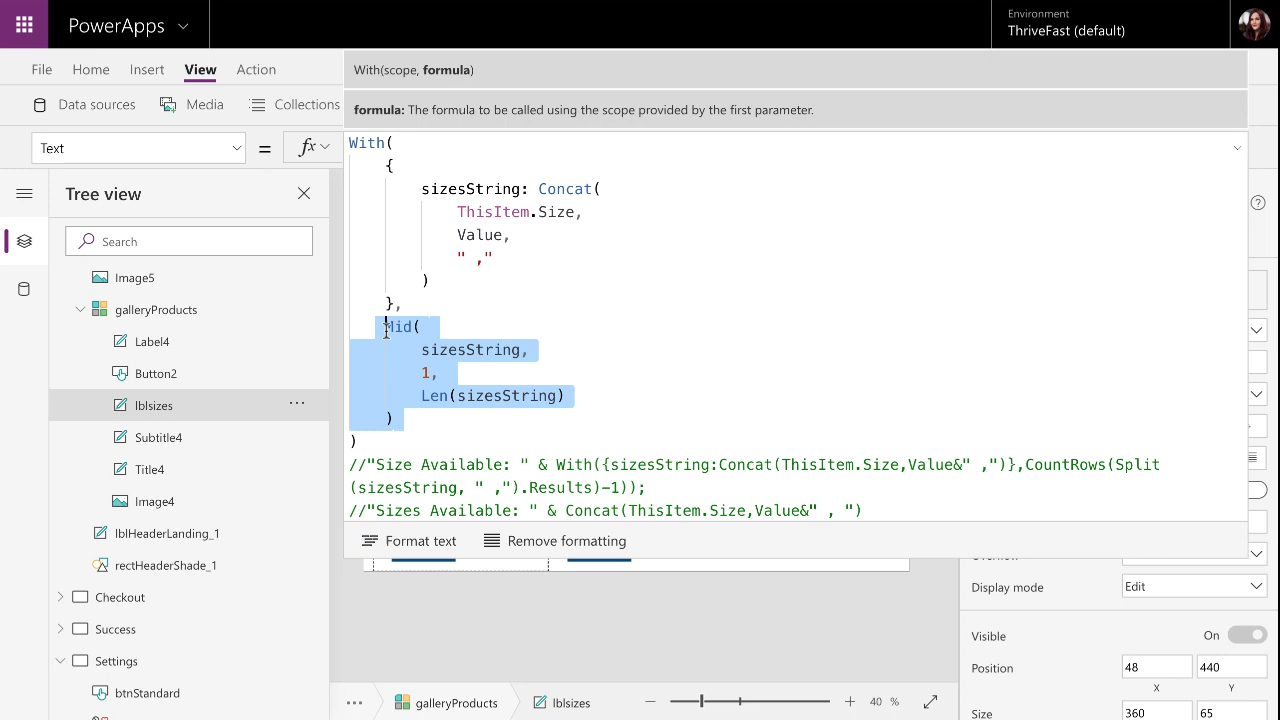 PowerApps
Environment
ThriveFast (default)
File Home Insert View Action
Data sources Media Collections
With(scope, formula)
formula: The formula to be called using the scope provided by the first parameter.
Text = fx
With(
{
sizesString: Concat(
ThisItem.Size,
Value,
" ,"
)
},
Mid(
sizesString,
1,
Len(sizesString)
)
)
//"Size Available: " & With({sizesString:Concat(ThisItem.Size,Value&" ,")},CountRows(Split
(sizesString, " ,").Results)-1));
//"Sizes Available: " & Concat(ThisItem.Size,Value&" , ")
Format text Remove formatting
Tree view
Search
Image5
galleryProducts
Label4
Button2
lblsizes ...
Subtitle4
Title4
Image4
lblHeaderLanding_1
rectHeaderShade_1
Checkout
Success
Settings
btnStandard
Display mode Edit
Visible On
Position 48 440
X Y
Size 360 65
... galleryProducts lblsizes 40 %